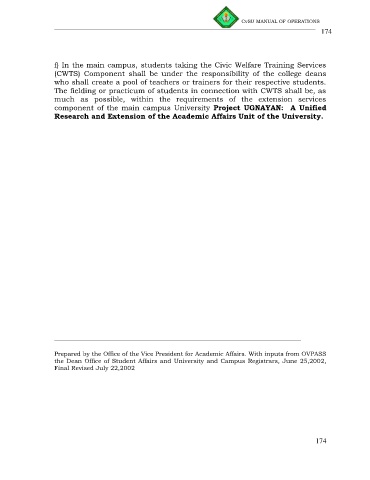 CvSU MANUAL OF OPERATIONS
174
f) In the main campus, students taking the Civic Welfare Training Services
(CWTS) Component shall be under the responsibility of the college deans
who shall create a pool of teachers or trainers for their respective students.
The fielding or practicum of students in connection with CWTS shall be, as
much as possible, within the requirements of the extension services
component of the main campus University Project UGNAYAN: A Unified
Research and Extension of the Academic Affairs Unit of the University.
Prepared by the Office of the Vice President for Academic Affairs. With inputs from OVPASS
the Dean Office of Student Affairs and University and Campus Registrars, June 25,2002,
Final Revised July 22,2002
174